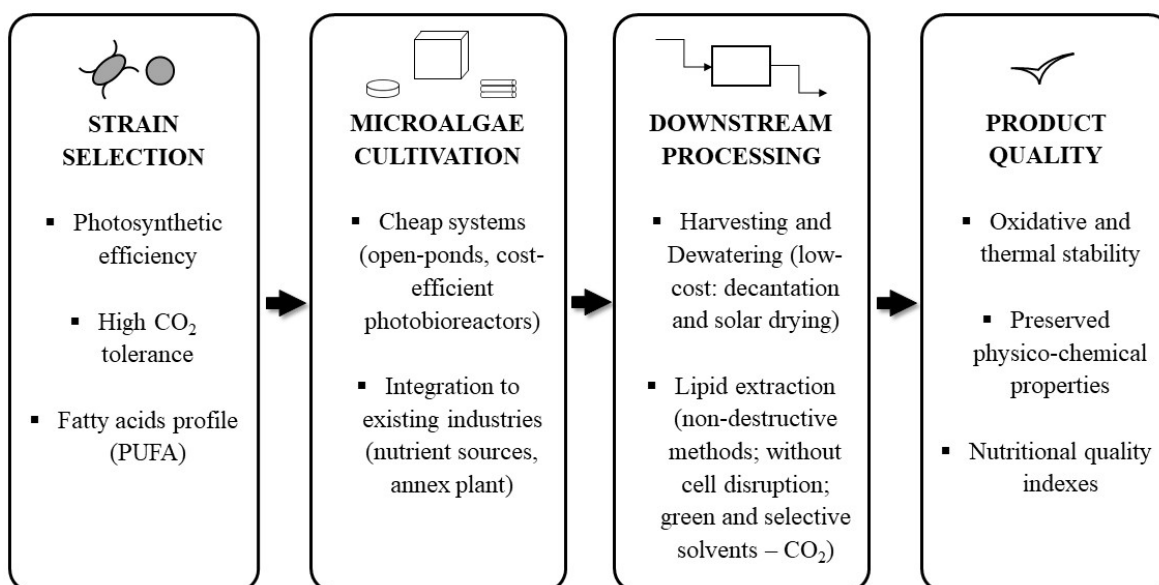 STRAIN
SELECTION
▪ Photosynthetic
efficiency
▪ High CO₂
tolerance
▪ Fatty acids profile
(PUFA)
MICROALGAE
CULTIVATION
▪ Cheap systems
(open-ponds, cost-
efficient
photobioreactors)
▪ Integration to
existing industries
(nutrient sources,
annex plant)
DOWNSTREAM
PROCESSING
▪ Harvesting and
Dewatering (low-
cost: decantation
and solar drying)
▪ Lipid extraction
(non-destructive
methods; without
cell disruption;
green and selective
solvents – CO₂)
PRODUCT
QUALITY
▪ Oxidative and
thermal stability
▪ Preserved
physico-chemical
properties
▪ Nutritional quality
indexes